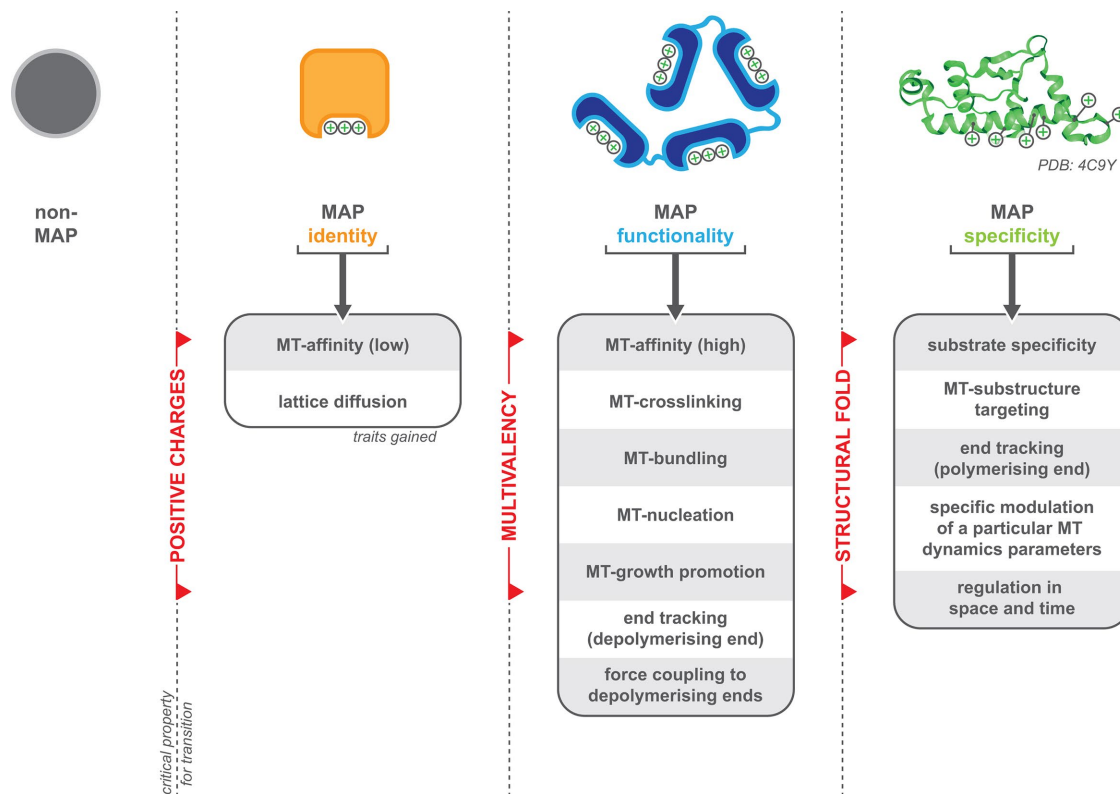 PDB: 4C9Y
non-
MAP
MAP
identity
MAP
functionality
MAP
specificity
POSITIVE CHARGES
MT-affinity (low)
lattice diffusion
traits gained
MULTIVALENCY
MT-affinity (high)
MT-crosslinking
MT-bundling
MT-nucleation
MT-growth promotion
end tracking
(depolymerising end)
force coupling to
depolymerising ends
STRUCTURAL FOLD
substrate specificity
MT-substructure
targeting
end tracking
(polymerising end)
specific modulation
of a particular MT
dynamics parameters
regulation in
space and time
critical property
for transition